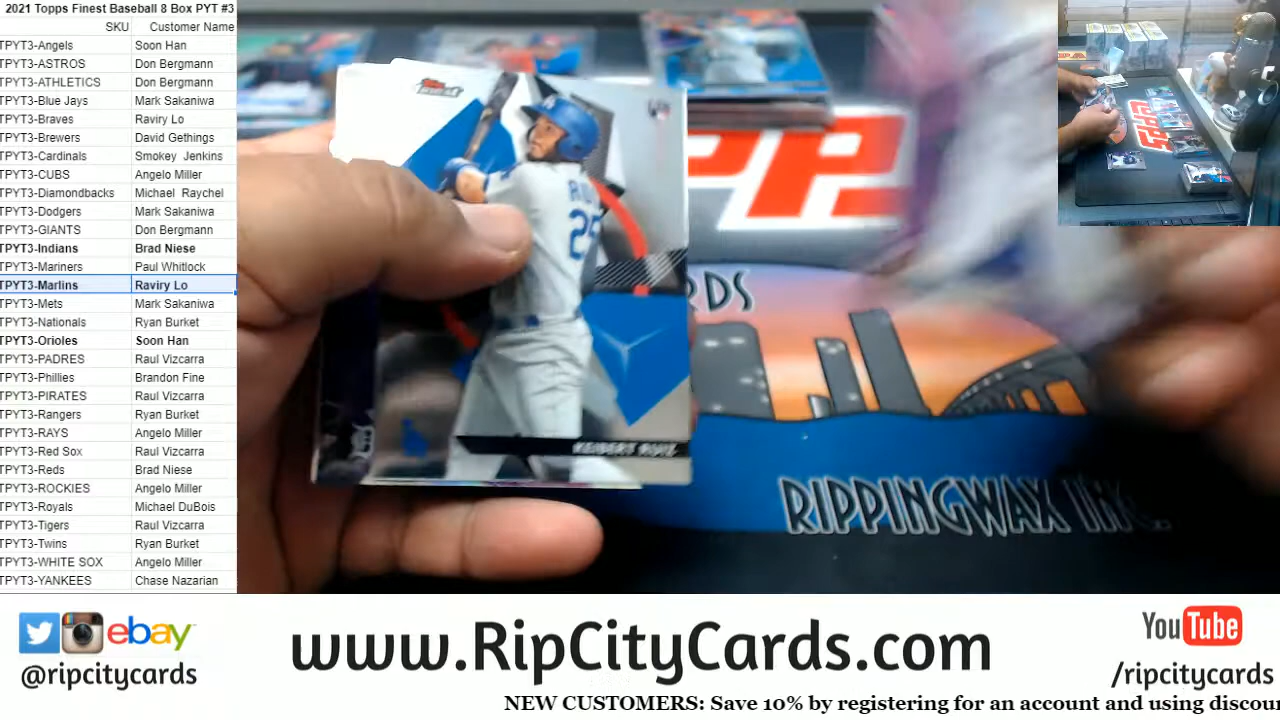 2021 Topps Finest Baseball 8 Box PYT #3
SKU Customer Name
TPYT3-Angels Soon Han
TPYT3-ASTROS Don Bergmann
TPYT3-ATHLETICS Don Bergmann
TPYT3-Blue Jays Mark Sakaniwa
TPYT3-Braves Raviry Lo
TPYT3-Brewers David Gethings
TPYT3-Cardinals Smokey Jenkins
TPYT3-CUBS Angelo Miller
TPYT3-Diamondbacks Michael Raychel
TPYT3-Dodgers Mark Sakaniwa
TPYT3-GIANTS Don Bergmann
TPYT3-Indians Brad Niese
TPYT3-Mariners Paul Whitlock
TPYT3-Marlins Raviry Lo
TPYT3-Mets Mark Sakaniwa
TPYT3-Nationals Ryan Burket
TPYT3-Orioles Soon Han
TPYT3-PADRES Raul Vizcarra
TPYT3-Phillies Brandon Fine
TPYT3-PIRATES Raul Vizcarra
TPYT3-Rangers Ryan Burket
TPYT3-RAYS Angelo Miller
TPYT3-Red Sox Raul Vizcarra
TPYT3-Reds Brad Niese
TPYT3-ROCKIES Angelo Miller
TPYT3-Royals Michael DuBois
TPYT3-Tigers Raul Vizcarra
TPYT3-Twins Ryan Burket
TPYT3-WHITE SOX Angelo Miller
TPYT3-YANKEES Chase Nazarian
Finest
25
KEIBERT RUIZ
RDS
RIPPINGWAX INC.
ebay
@ripcitycards
www.RipCityCards.com
YouTube
/ripcitycards
NEW CUSTOMERS: Save 10% by registering for an account and using discou